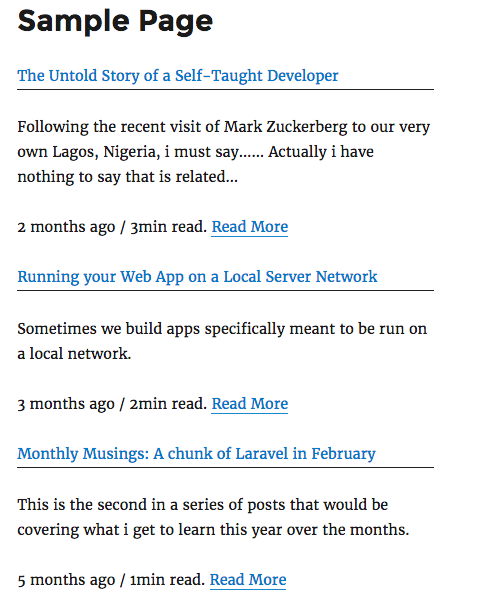 Sample Page
The Untold Story of a Self-Taught Developer
Following the recent visit of Mark Zuckerberg to our very
own Lagos, Nigeria, i must say...... Actually i have
nothing to say that is related...
2 months ago / 3min read. Read More
Running your Web App on a Local Server Network
Sometimes we build apps specifically meant to be run on
a local network.
3 months ago / 2min read. Read More
Monthly Musings: A chunk of Laravel in February
This is the second in a series of posts that would be
covering what i get to learn this year over the months.
5 months ago / 1min read. Read More